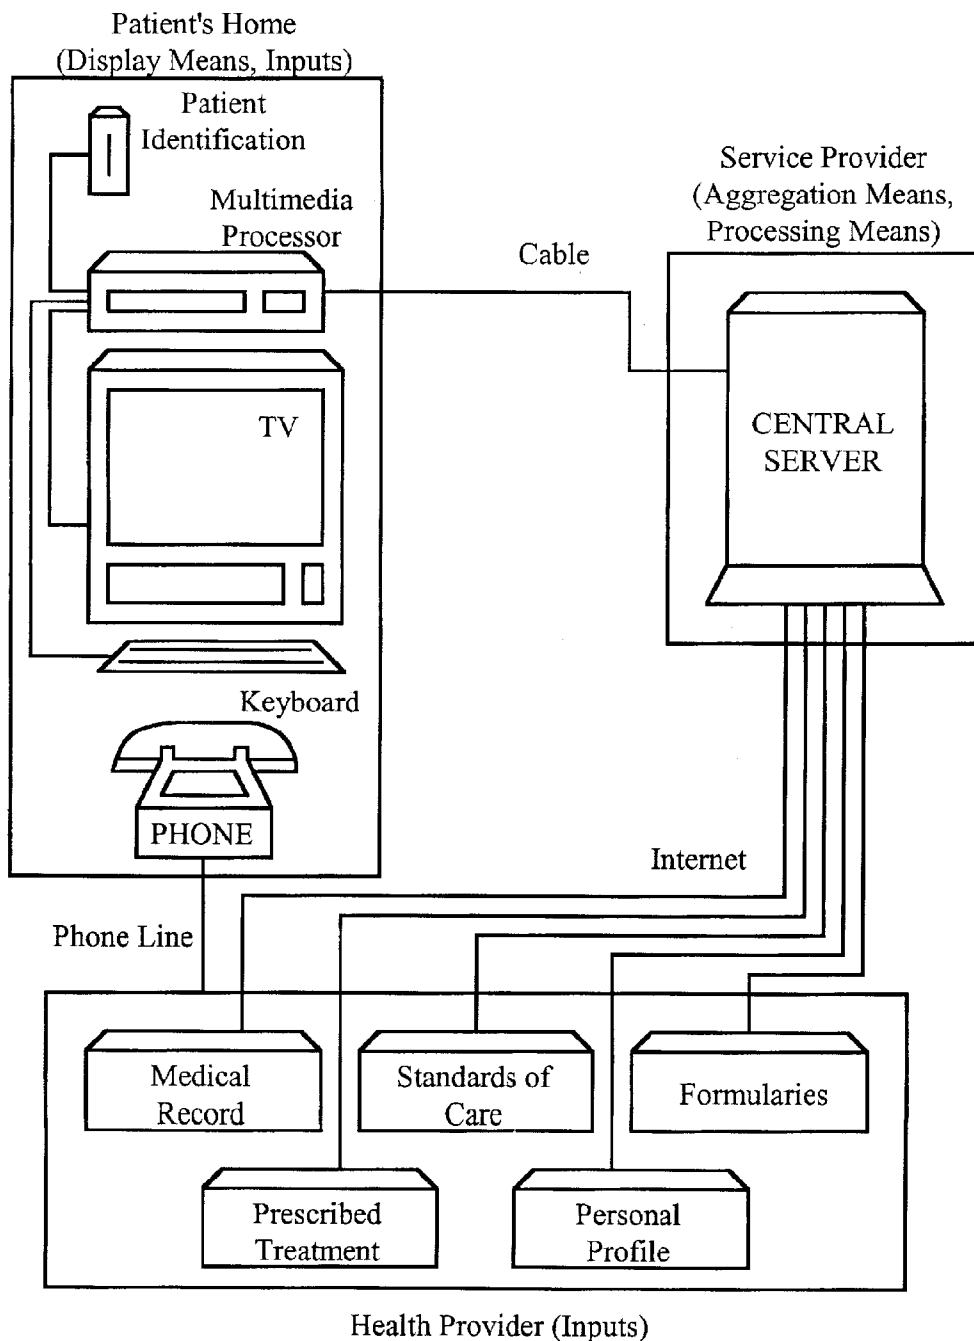 Patient's Home
(Display Means, Inputs)
Patient
Identification
Multimedia
Processor
TV
Keyboard
PHONE
Cable
Service Provider
(Aggregation Means,
Processing Means)
CENTRAL
SERVER
Internet
Phone Line
Medical
Record
Standards of
Care
Formularies
Prescribed
Treatment
Personal
Profile
Health Provider (Inputs)